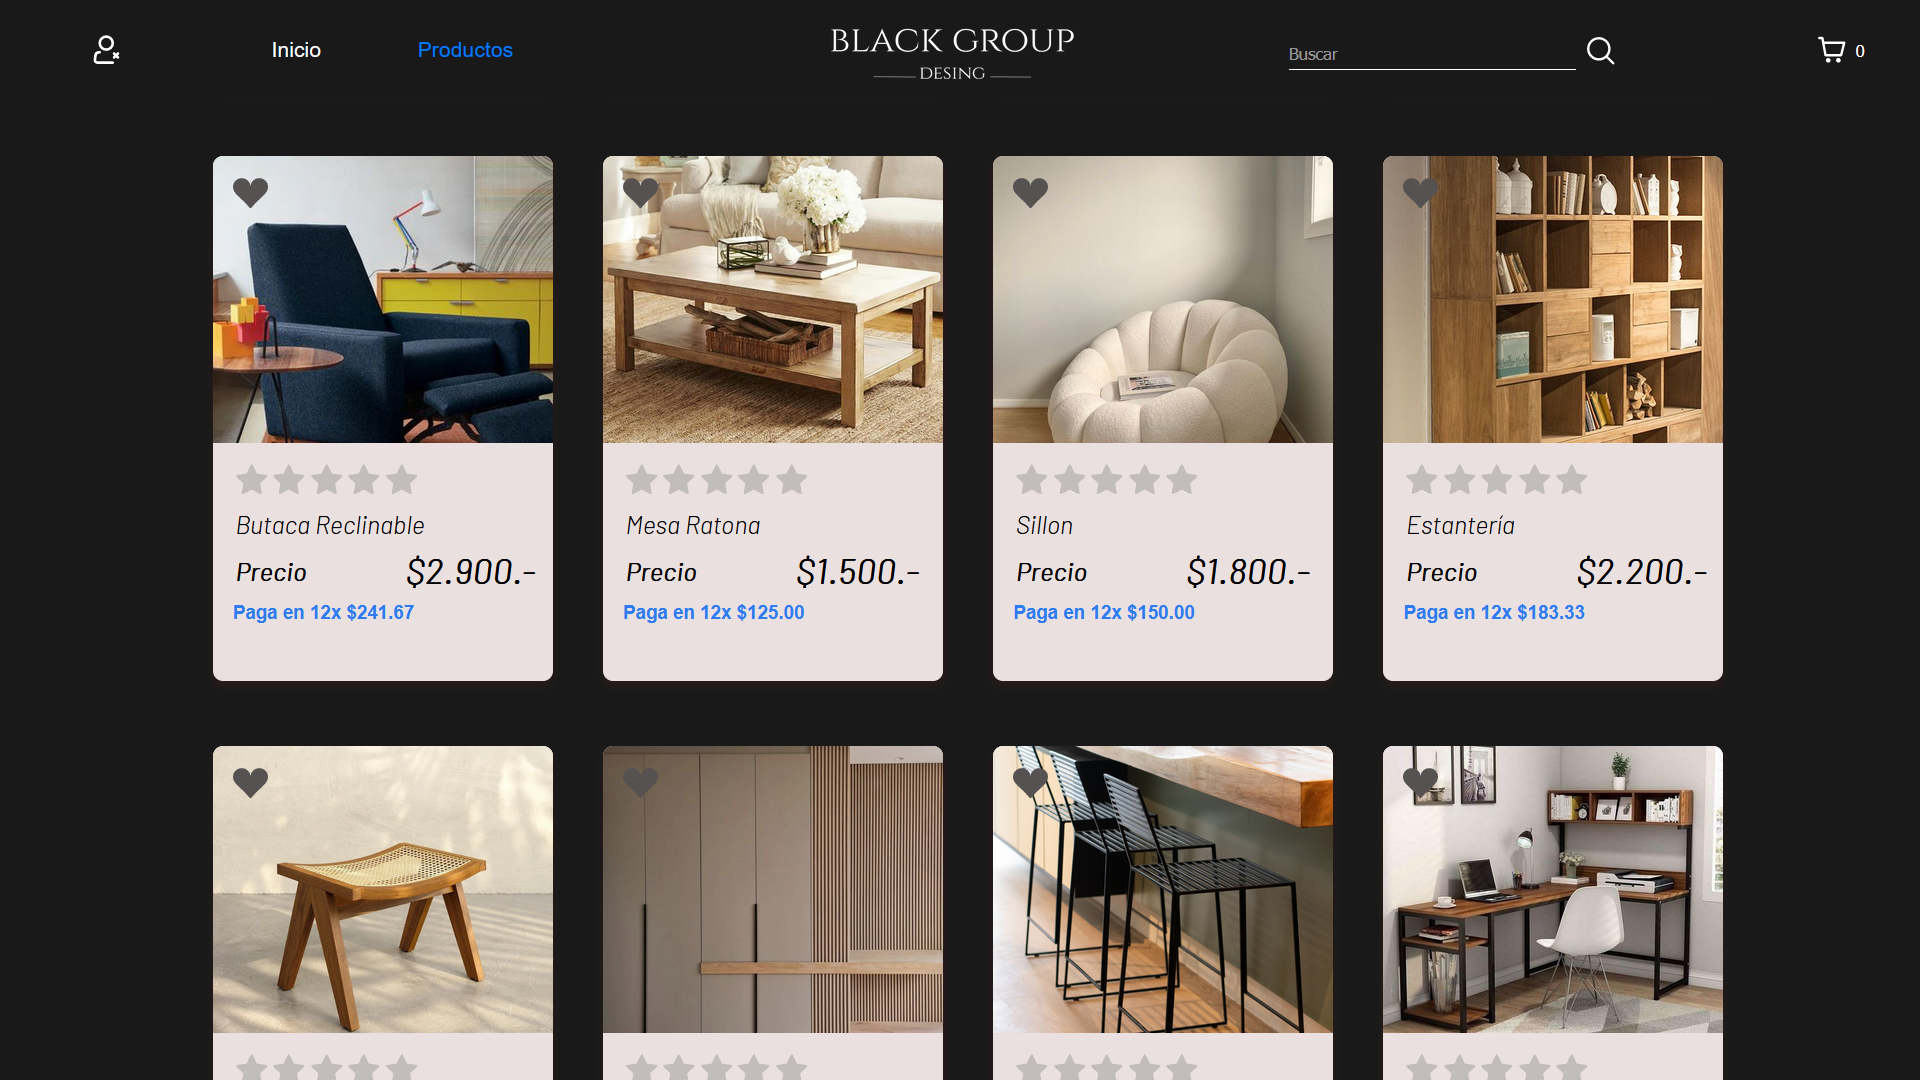 Inicio
Productos
BLACK GROUP
DESING
Buscar
0
Butaca Reclinable
Precio $2.900.-
Paga en 12x $241.67
Mesa Ratona
Precio $1.500.-
Paga en 12x $125.00
Sillon
Precio $1.800.-
Paga en 12x $150.00
Estantería
Precio $2.200.-
Paga en 12x $183.33